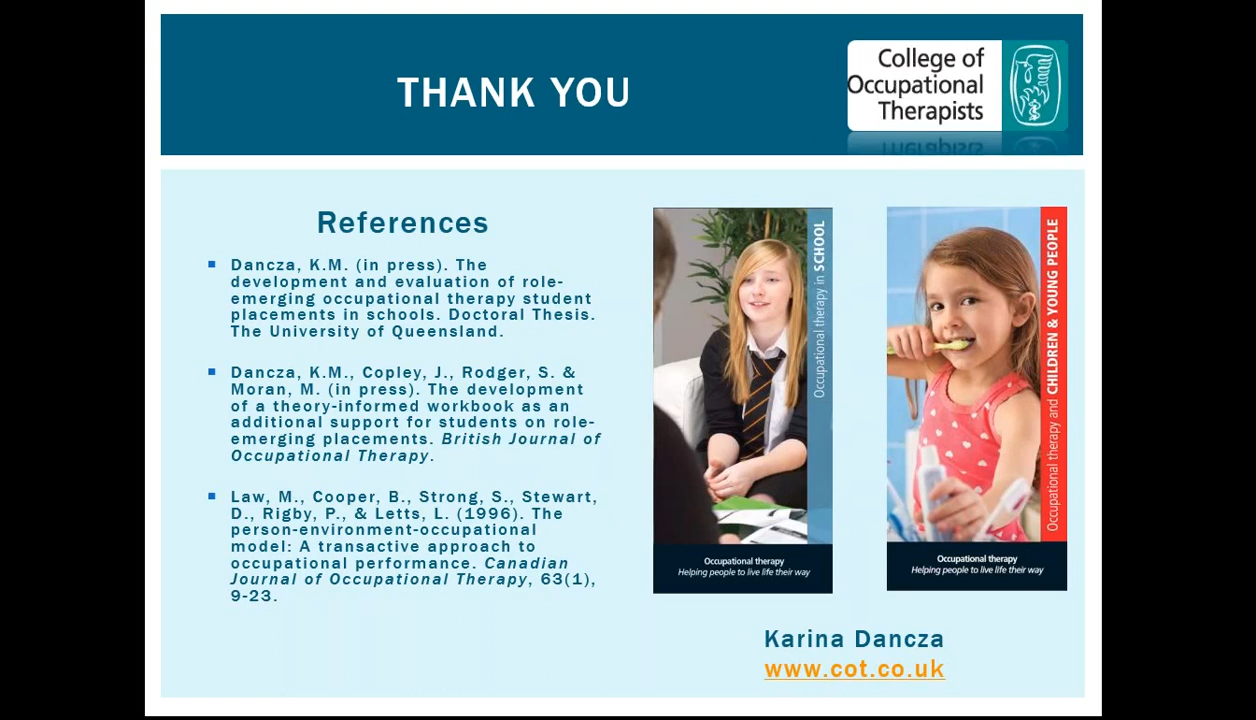 THANK YOU
College of
Occupational
Therapists
References
Dancza, K.M. (in press). The
development and evaluation of role-
emerging occupational therapy student
placements in schools. Doctoral Thesis.
The University of Queensland.
Dancza, K.M., Copley, J., Rodger, S. &
Moran, M. (in press). The development
of a theory-informed workbook as an
additional support for students on role-
emerging placements. British Journal of
Occupational Therapy.
Law, M., Cooper, B., Strong, S., Stewart,
D., Rigby, P., & Letts, L. (1996). The
person-environment-occupational
model: A transactive approach to
occupational performance. Canadian
Journal of Occupational Therapy, 63(1),
9-23.
Occupational therapy in SCHOOL
Occupational therapy
Helping people to live life their way
Occupational therapy and CHILDREN & YOUNG PEOPLE
Occupational therapy
Helping people to live life their way
Karina Dancza
www.cot.co.uk